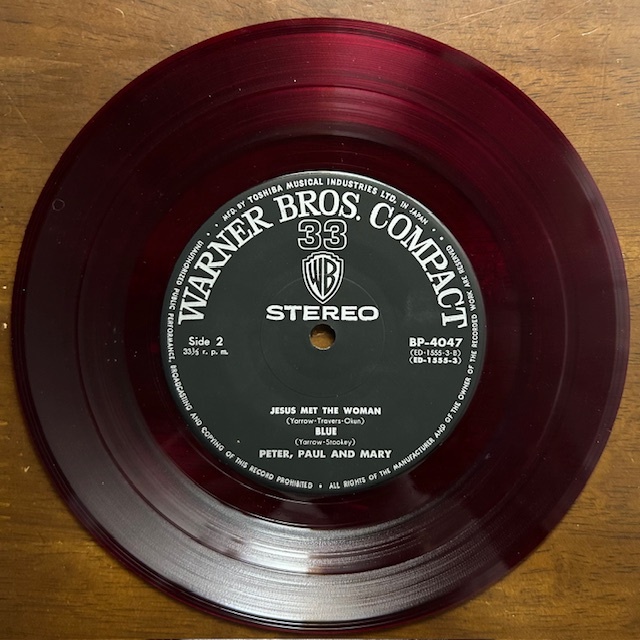 MFD. BY TOSHIBA MUSICAL INDUSTRIES LTD. IN JAPAN
WARNER BROS. COMPACT
33
WB
STEREO
Side 2
33⅓ r. p. m.
BP-4047
(ED•1555-3-B)
(ED-1555-3)
JESUS MET THE WOMAN
(Yarrow-Travers-Okun)
BLUE
(Yarrow-Stookey)
PETER, PAUL AND MARY
UNAUTHORIZED PUBLIC PERFORMANCE, BROADCASTING AND COPYING OF THIS RECORD PROHIBITED • ALL RIGHTS OF THE MANUFACTURER AND OT THE OWNER OF THE RECORDED WORK ARE RESERVED